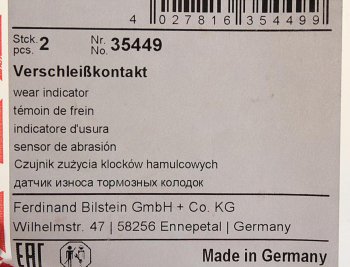 4 027816 354499
Stck. 2 Nr. 35449
pcs. No.
Verschleißkontakt
wear indicator
témoin de frein
indicatore d'usura
sensor de abrasión
Czujnik zużycia klocków hamulcowych
датчик износа тормозных колодок
Ferdinand Bilstein GmbH + Co. KG
Wilhelmstr. 47 | 58256 Ennepetal | Germany
EAC Made in Germany